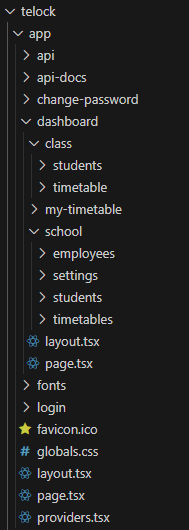 telock
app
api
api-docs
change-password
dashboard
class
students
timetable
my-timetable
school
employees
settings
students
timetables
layout.tsx
page.tsx
fonts
login
favicon.ico
# globals.css
layout.tsx
page.tsx
providers.tsx